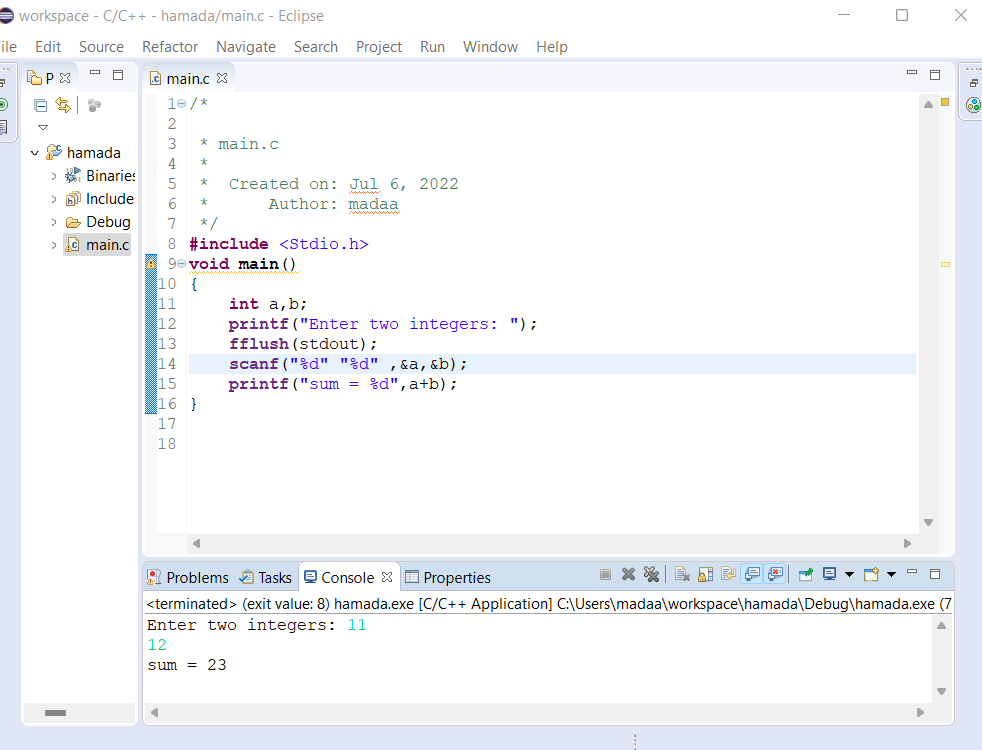 workspace - C/C++ - hamada/main.c - Eclipse
ile Edit Source Refactor Navigate Search Project Run Window Help
P
main.c
hamada
Binaries
Include
Debug
main.c
1 /*
2
3 * main.c
4 *
5 * Created on: Jul 6, 2022
6 * Author: madaa
7 */
8 #include <Stdio.h>
9 void main()
10 {
11 int a,b;
12 printf("Enter two integers: ");
13 fflush(stdout);
14 scanf("%d" "%d" ,&a,&b);
15 printf("sum = %d",a+b);
16 }
17
18
Problems Tasks Console Properties
<terminated> (exit value: 8) hamada.exe [C/C++ Application] C:\Users\madaa\workspace\hamada\Debug\hamada.exe (7
Enter two integers: 11
12
sum = 23